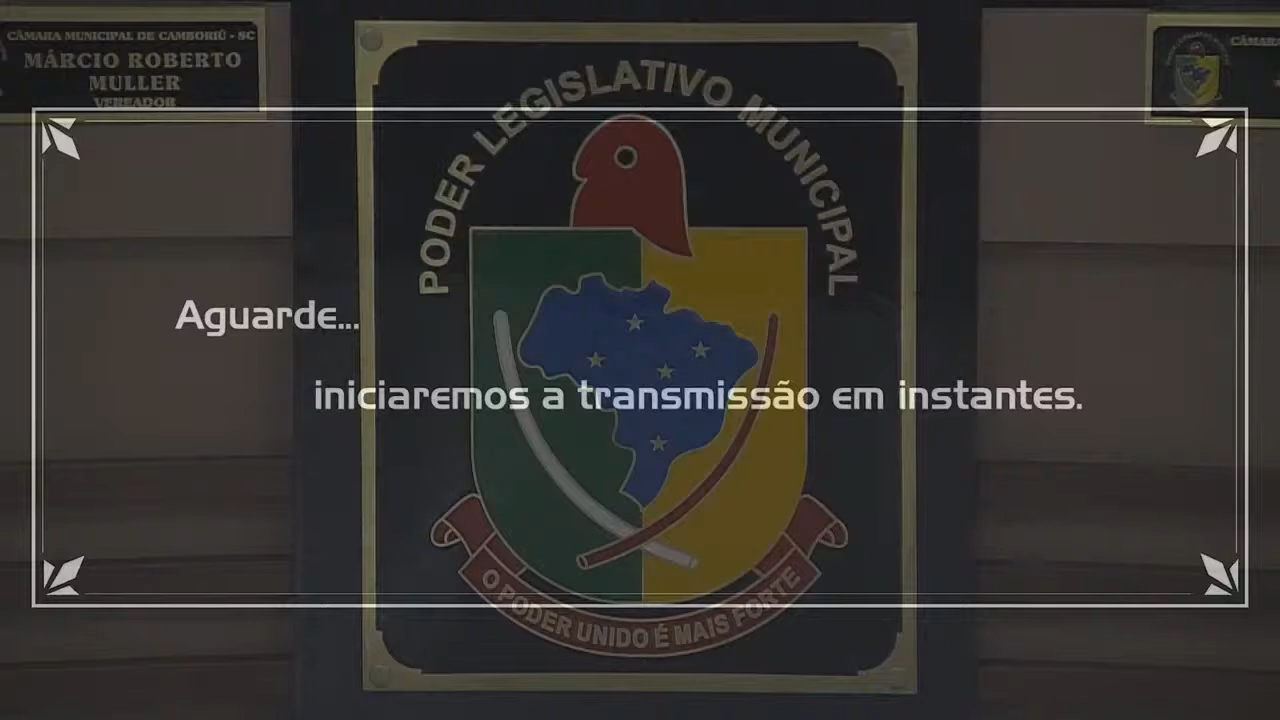 CÂMARA MUNICIPAL DE CAMBORIÚ - SC
MÁRCIO ROBERTO
MULLER
VEREADOR
CÂMARA
PODER LEGISLATIVO MUNICIPAL
Aguarde...
iniciaremos a transmissão em instantes.
O PODER UNIDO É MAIS FORTE